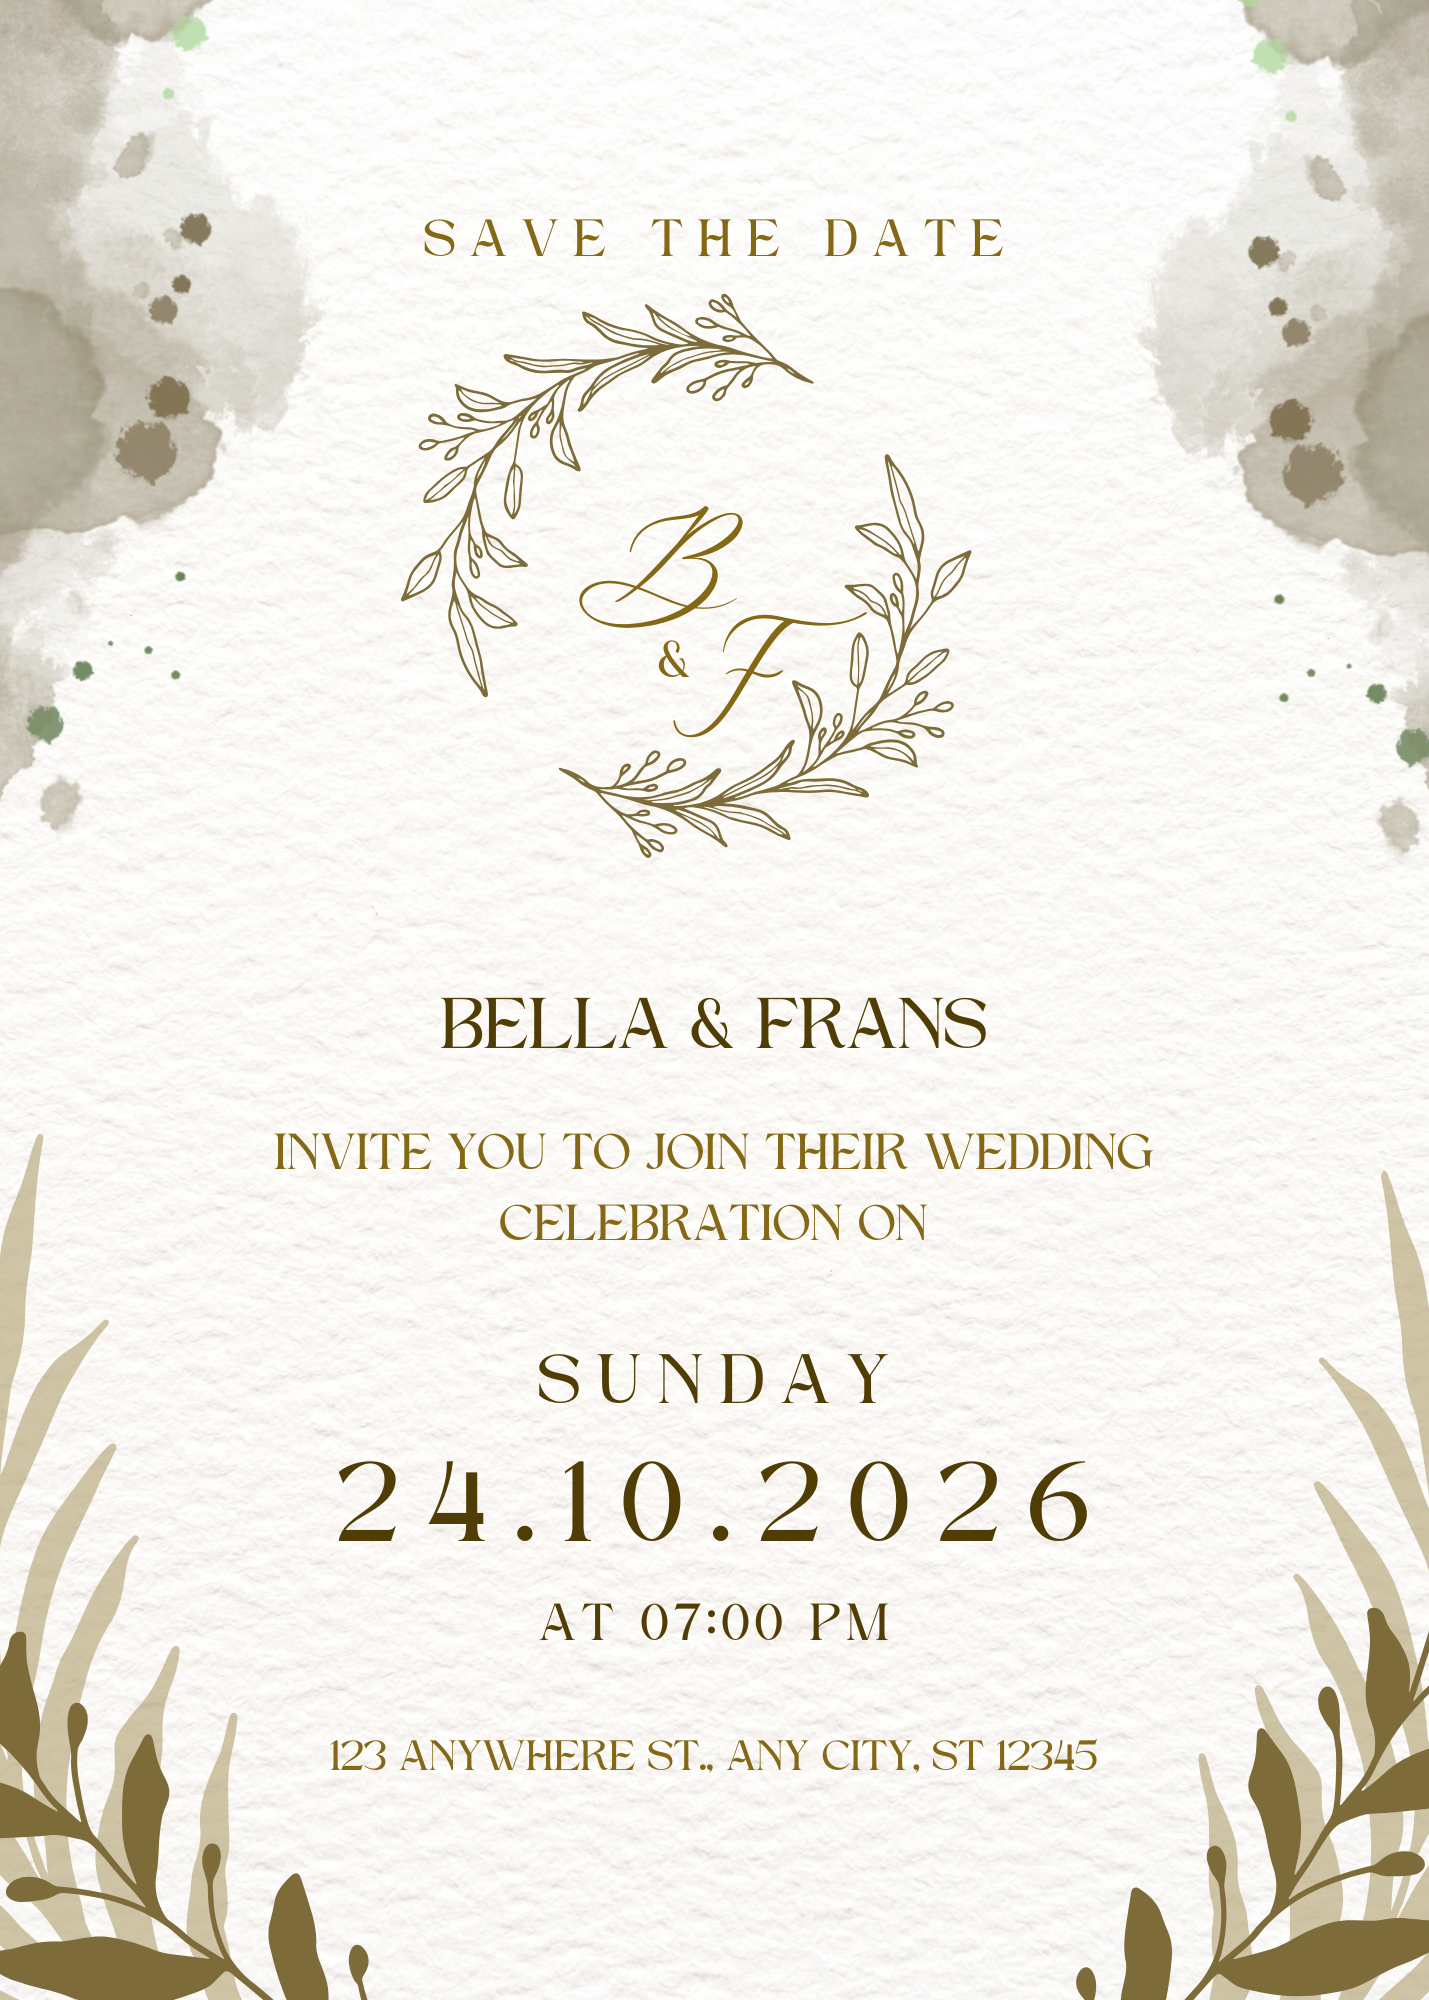 SAVE THE DATE
B
&
F
BELLA & FRANS
INVITE YOU TO JOIN THEIR WEDDING
CELEBRATION ON
SUNDAY
24.10.2026
AT 07:00 PM
123 ANYWHERE ST., ANY CITY, ST 12345